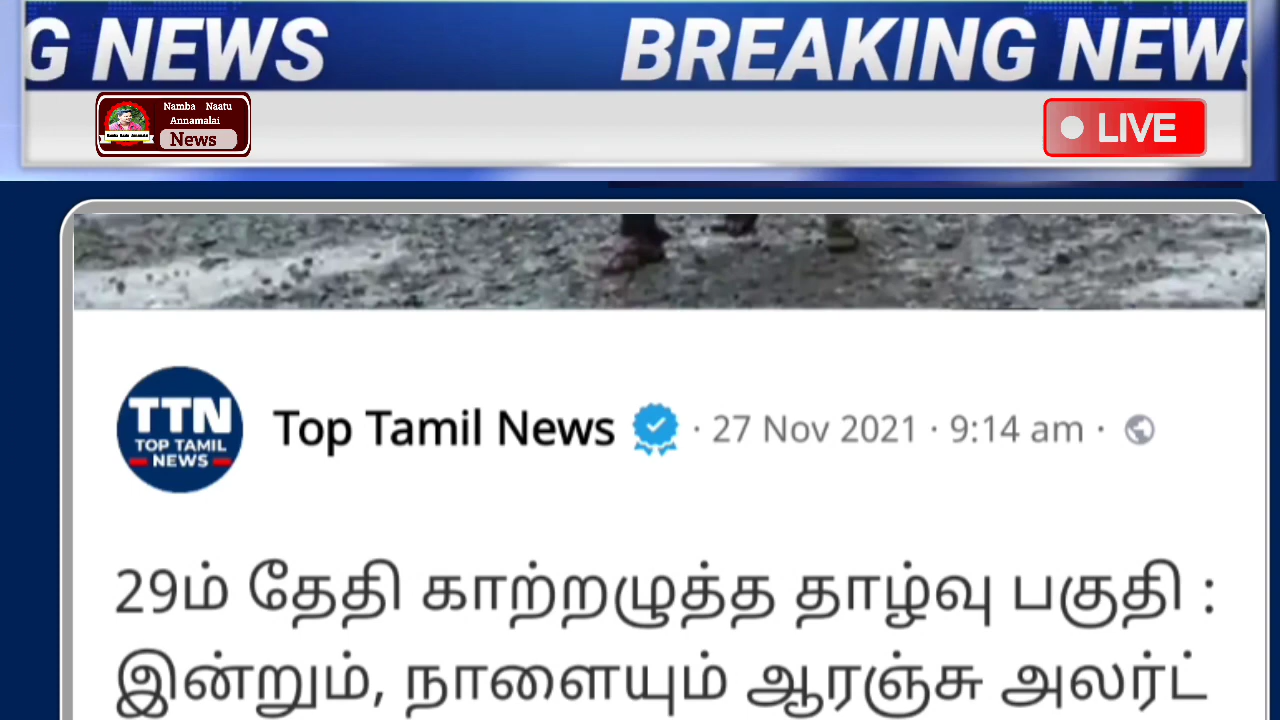 G NEWS BREAKING NEW
Namba Naatu
Annamalai
News
LIVE
TTN
TOP TAMIL
NEWS
Top Tamil News · 27 Nov 2021 · 9:14 am ·
29ம் தேதி காற்றழுத்த தாழ்வு பகுதி :
இன்றும், நாளையும் ஆரஞ்சு அலர்ட்